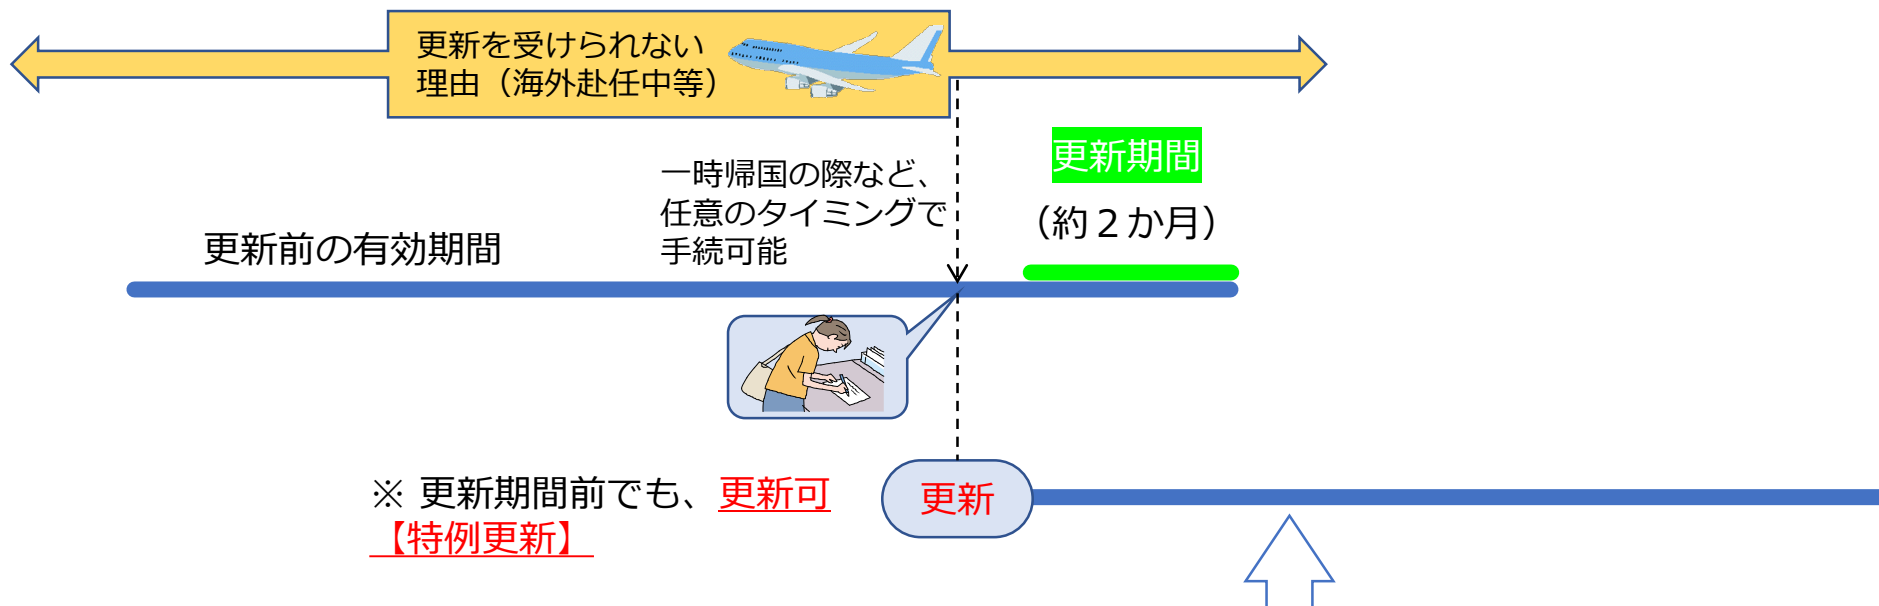 更新を受けられない
理由（海外赴任中等）
更新期間
（約２か月）
一時帰国の際など、
任意のタイミングで
手続可能
更新前の有効期間
※ 更新期間前でも、更新可
【特例更新】
更新